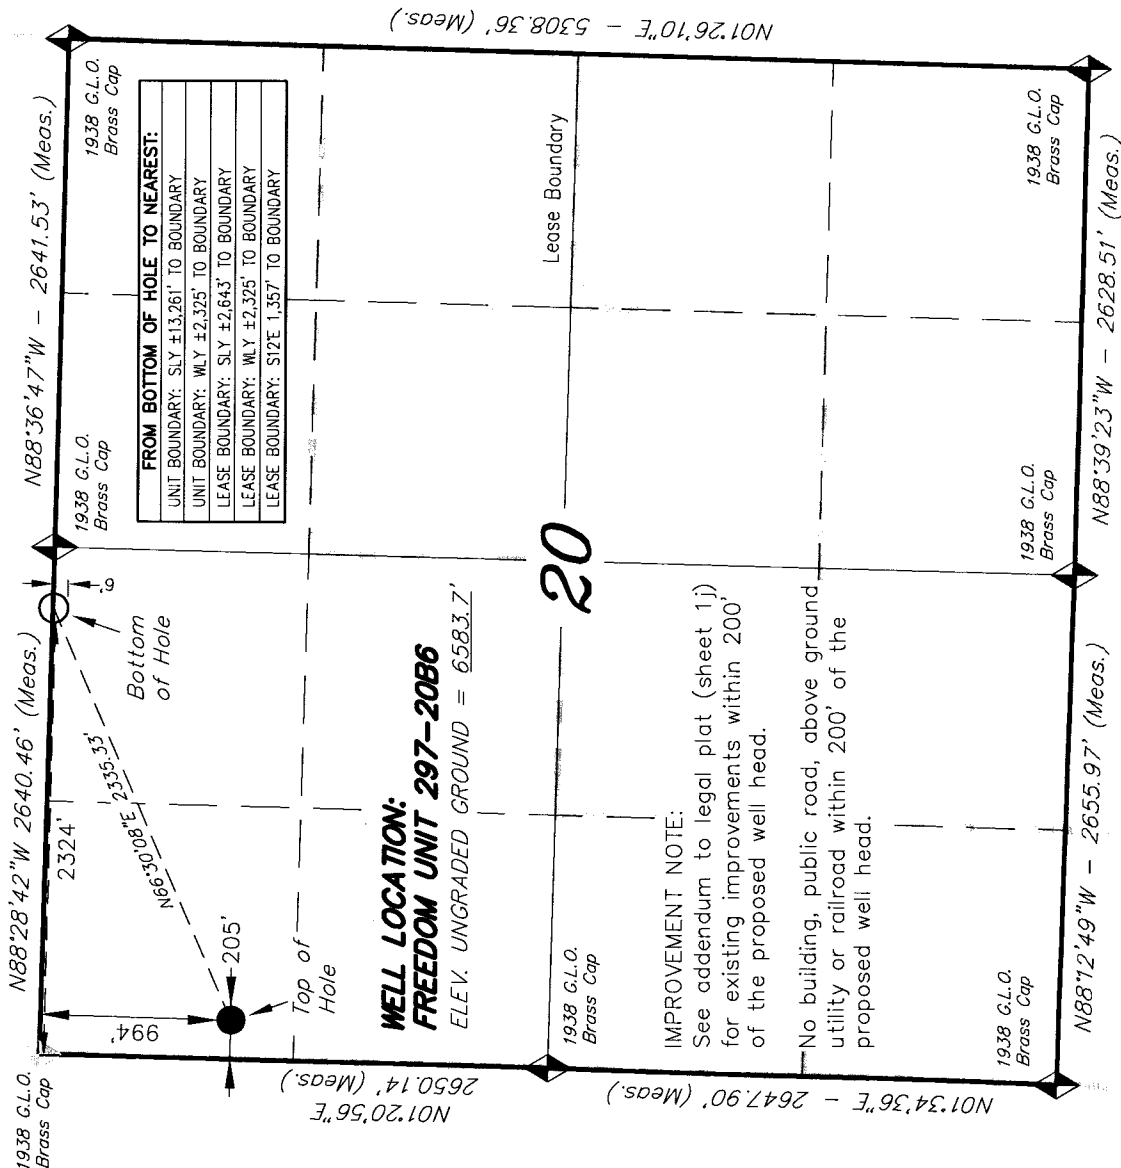 N88°28'42"W 2640.46' (Meas.)
N88°36'47"W - 2641.53' (Meas.)
N01°26'10"E - 5308.36' (Meas.)
1938 G.L.O.
Brass Cap
1938 G.L.O.
Brass Cap
1938 G.L.O.
Brass Cap
2324'
6'
994'
205'
N66°30'08"E 2335.33'
Bottom
of Hole
Top of
Hole
FROM BOTTOM OF HOLE TO NEAREST:
UNIT BOUNDARY: SLY ±13,261' TO BOUNDARY
UNIT BOUNDARY: WLY ±2,325' TO BOUNDARY
LEASE BOUNDARY: SLY ±2,643' TO BOUNDARY
LEASE BOUNDARY: WLY ±2,325' TO BOUNDARY
LEASE BOUNDARY: S12°E 1,357' TO BOUNDARY
WELL LOCATION:
FREEDOM UNIT 297-20B6
ELEV. UNGRADED GROUND = 6583.7'
Lease Boundary
20
N01°20'56"E
2650.14' (Meas.)
1938 G.L.O.
Brass Cap
IMPROVEMENT NOTE:
See addendum to legal plat (sheet 1j)
for existing improvements within 200'
of the proposed well head.
No building, public road, above ground
utility or railroad within 200' of the
proposed well head.
N01°34'36"E - 2647.90' (Meas.)
1938 G.L.O.
Brass Cap
1938 G.L.O.
Brass Cap
1938 G.L.O.
Brass Cap
N88°12'49"W - 2655.97' (Meas.)
N88°39'23"W - 2628.51' (Meas.)